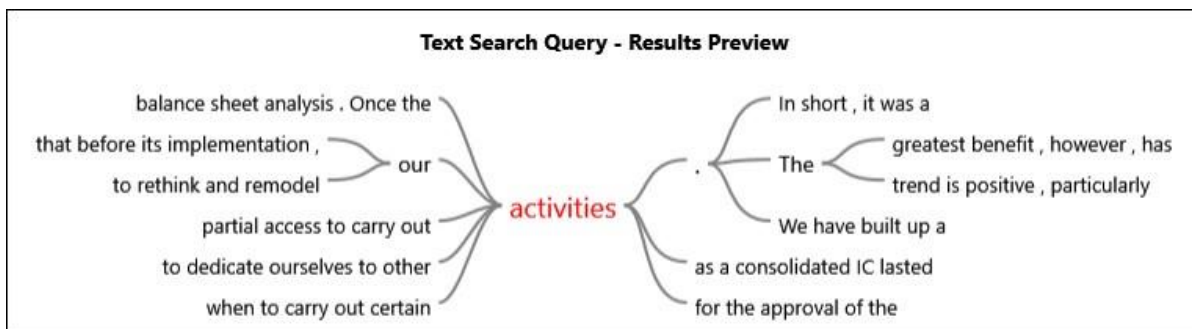 Text Search Query - Results Preview
balance sheet analysis . Once the
that before its implementation ,
to rethink and remodel
our
partial access to carry out
to dedicate ourselves to other
when to carry out certain
activities
.
In short , it was a
The
greatest benefit , however , has
trend is positive , particularly
We have built up a
as a consolidated IC lasted
for the approval of the